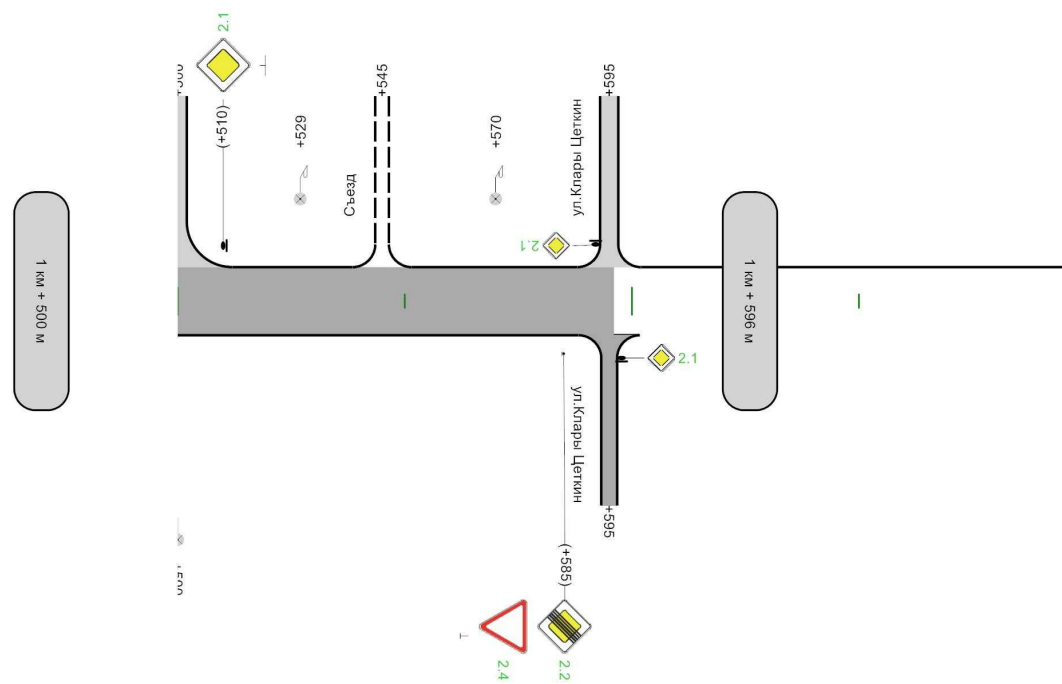 2.1
+545
+595
(+510)
+529
+570
Съезд
ул.Клары Цеткин
2.1
1 км + 500 м
1 км + 596 м
2.1
ул.Клары Цеткин
+595
(+585)
2.4
2.2